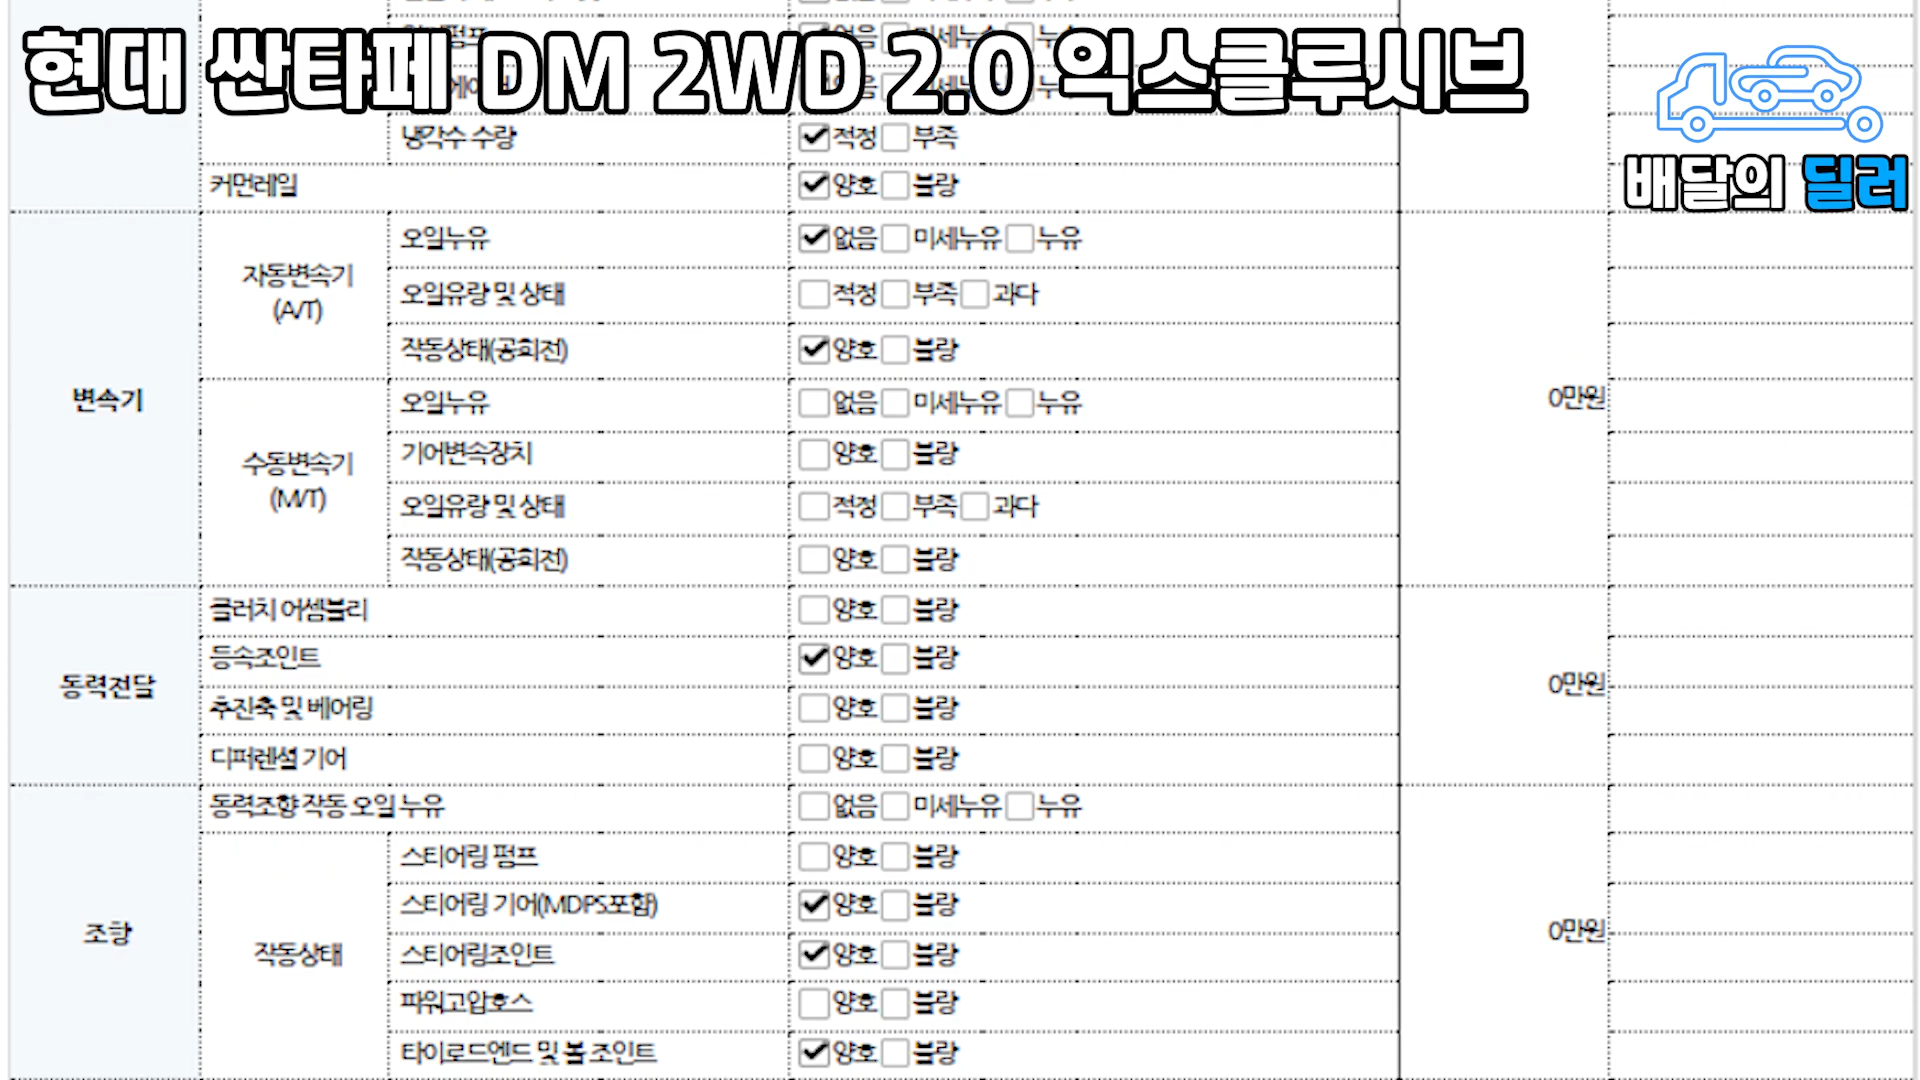 현대 싼타페 DM 2WD 2.0 익스클루시브
배달의 딜러
냉각수 수량 ✔적정 부족
커먼레일 ✔양호 불량
변속기
자동변속기
(A/T)
오일누유 ✔없음 미세누유 누유
오일유량 및 상태 적정 부족 과다
작동상태(공회전) ✔양호 불량
수동변속기
(M/T)
오일누유 없음 미세누유 누유
기어변속장치 양호 불량
오일유량 및 상태 적정 부족 과다
작동상태(공회전) 양호 불량
0만원
동력전달
클러치 어셈블리 양호 불량
등속조인트 ✔양호 불량
추진축 및 베어링 양호 불량
디퍼렌셜 기어 양호 불량
0만원
조향
동력조향 작동 오일 누유 없음 미세누유 누유
작동상태
스티어링 펌프 양호 불량
스티어링 기어(MDPS포함) ✔양호 불량
스티어링조인트 ✔양호 불량
파워고압호스 양호 불량
타이로드엔드 및 볼 조인트 ✔양호 불량
0만원